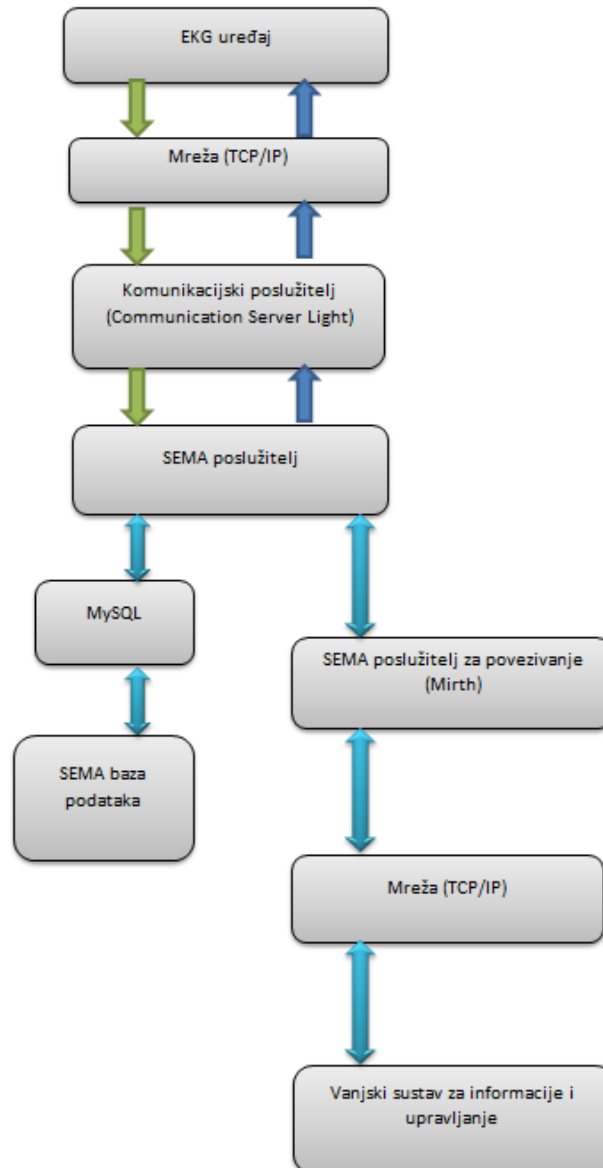 EKG uređaj
Mreža (TCP/IP)
Komunikacijski poslužitelj
(Communication Server Light)
SEMA poslužitelj
MySQL
SEMA poslužitelj za povezivanje
(Mirth)
SEMA baza
podataka
Mreža (TCP/IP)
Vanjski sustav za informacije i
upravljanje